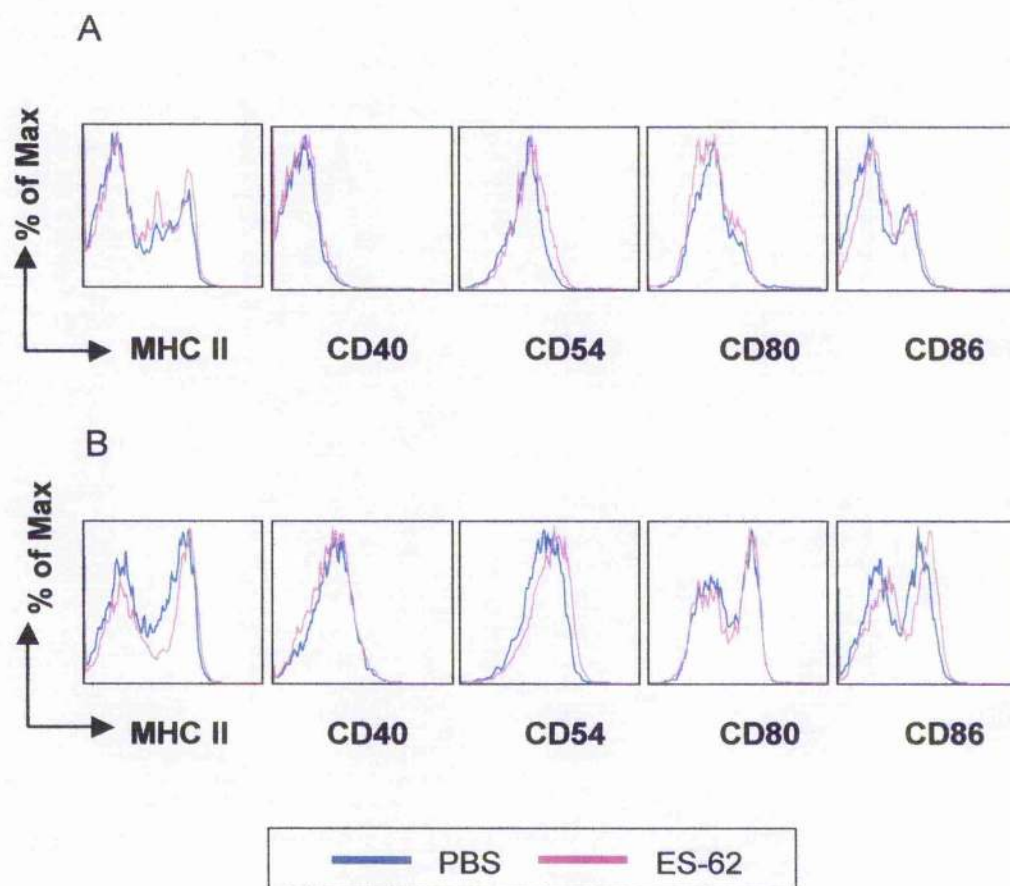 A
% of Max
MHC II CD40 CD54 CD80 CD86
B
% of Max
MHC II CD40 CD54 CD80 CD86
PBS ES-62